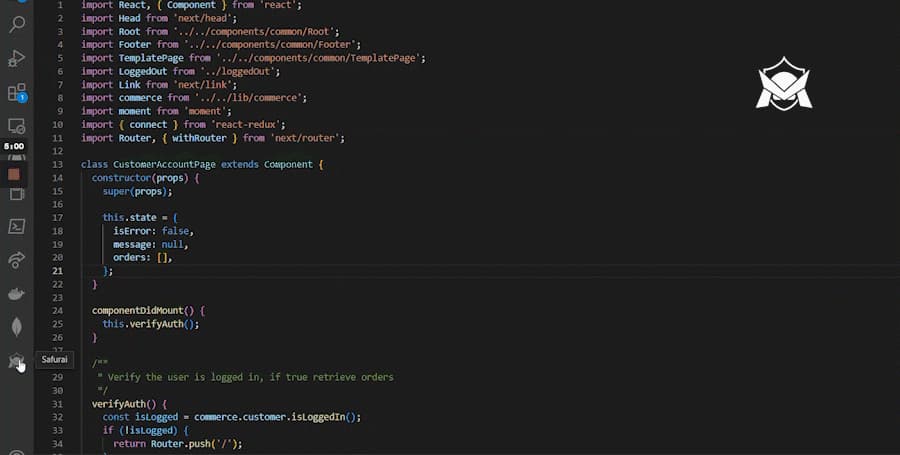 1 import React, { Component } from 'react';
2 import Head from 'next/head';
3 import Root from '../../components/common/Root';
4 import Footer from '../../components/common/Footer';
5 import TemplatePage from '../../components/common/TemplatePage';
6 import LoggedOut from '../loggedOut';
7 import Link from 'next/link';
8 import commerce from '../../lib/commerce';
9 import moment from 'moment';
10 import { connect } from 'react-redux';
11 import Router, { withRouter } from 'next/router';
12
13 class CustomerAccountPage extends Component {
14 constructor(props) {
15 super(props);
16
17 this.state = {
18 isError: false,
19 message: null,
20 orders: [],
21 };
22 }
23
24 componentDidMount() {
25 this.verifyAuth();
26 }
27
/**
29 * Verify the user is logged in, if true retrieve orders
30 */
31 verifyAuth() {
32 const isLogged = commerce.customer.isLoggedIn();
33 if (!isLogged) {
34 return Router.push('/');
1
5:00
Safurai